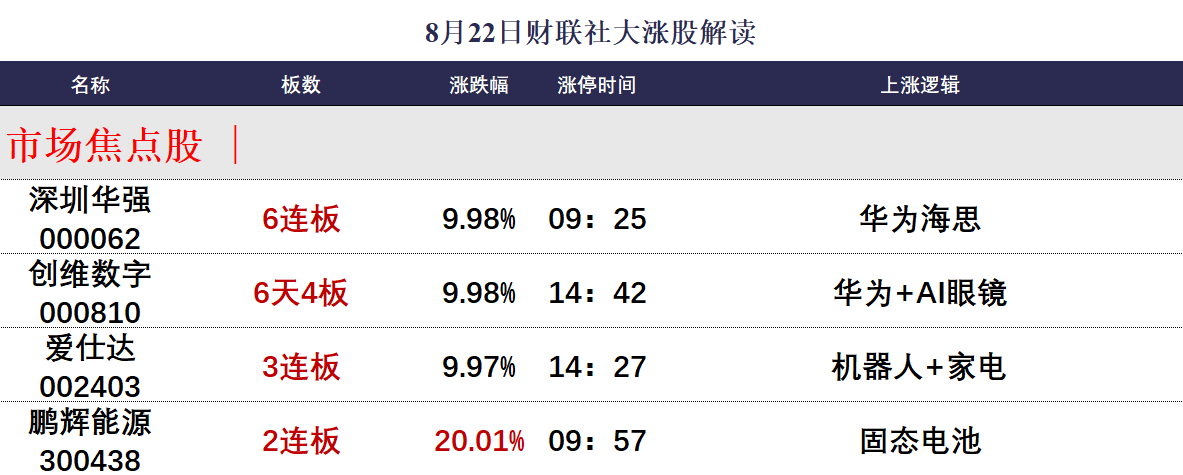 8月22日财联社大涨股解读
名称 板数 涨跌幅 涨停时间 上涨逻辑
市场焦点股 ｜
深圳华强
000062 6连板 9.98% 09：25 华为海思
创维数字
000810 6天4板 9.98% 14：42 华为+AI眼镜
爱仕达
002403 3连板 9.97% 14：27 机器人+家电
鹏辉能源
300438 2连板 20.01% 09：57 固态电池